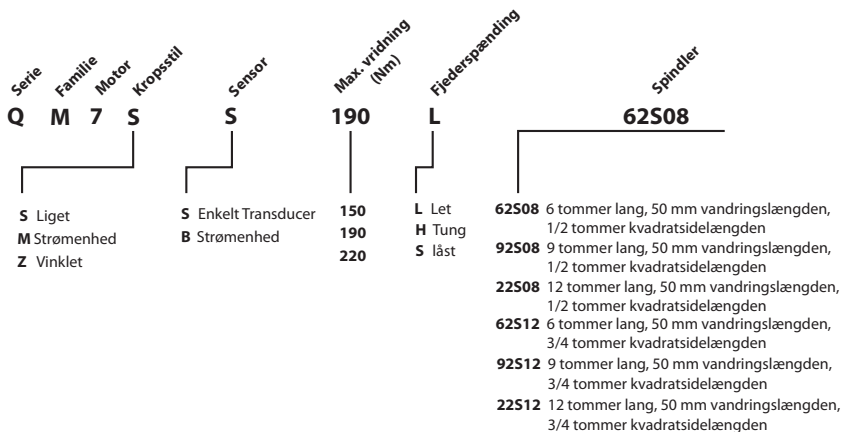 Serie Familie Motor Kropsstil Sensor Max. vridning (Nm) Fjederspænding Spindler
Q M 7 S S 190 L 62S08
S Liget
M Strømenhed
Z Vinklet
S Enkelt Transducer
B Strømenhed
150
190
220
L Let
H Tung
S låst
62S08 6 tommer lang, 50 mm vandringslængden,
1/2 tommer kvadratsidelængden
92S08 9 tommer lang, 50 mm vandringslængden,
1/2 tommer kvadratsidelængden
22S08 12 tommer lang, 50 mm vandringslængden,
1/2 tommer kvadratsidelængden
62S12 6 tommer lang, 50 mm vandringslængden,
3/4 tommer kvadratsidelængden
92S12 9 tommer lang, 50 mm vandringslængden,
3/4 tommer kvadratsidelængden
22S12 12 tommer lang, 50 mm vandringslængden,
3/4 tommer kvadratsidelængden